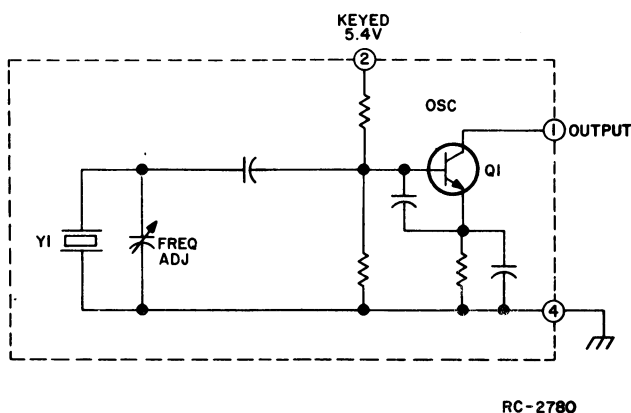 KEYED
5.4V
2
OSC
1 OUTPUT
Q1
Y1
FREQ
ADJ
4
RC-2780